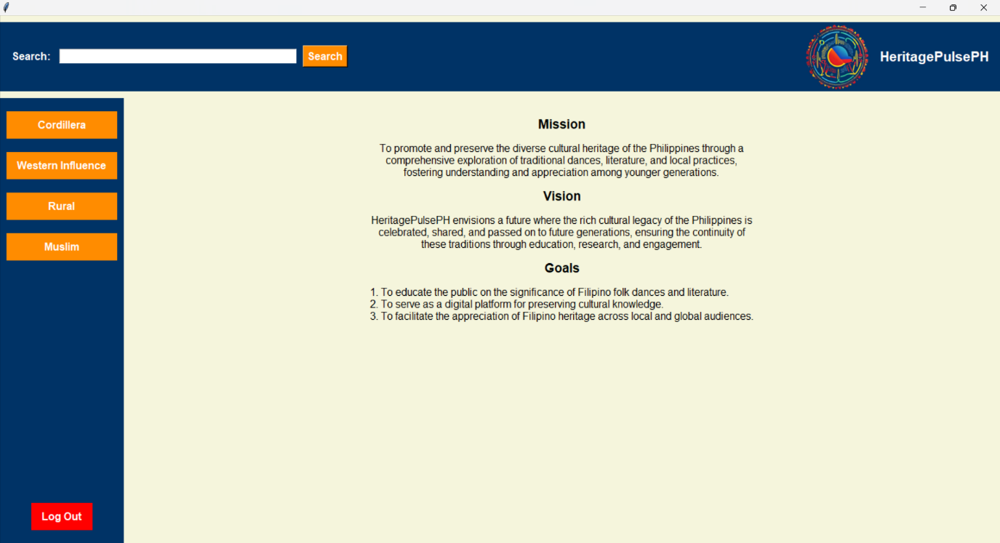 Search:
Search
HeritagePulsePH
Cordillera
Western Influence
Rural
Muslim
Log Out
Mission
To promote and preserve the diverse cultural heritage of the Philippines through a
comprehensive exploration of traditional dances, literature, and local practices,
fostering understanding and appreciation among younger generations.
Vision
HeritagePulsePH envisions a future where the rich cultural legacy of the Philippines is
celebrated, shared, and passed on to future generations, ensuring the continuity of
these traditions through education, research, and engagement.
Goals
1. To educate the public on the significance of Filipino folk dances and literature.
2. To serve as a digital platform for preserving cultural knowledge.
3. To facilitate the appreciation of Filipino heritage across local and global audiences.